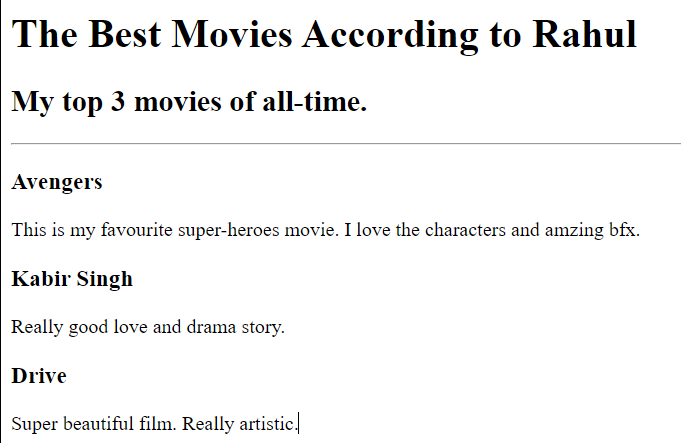 The Best Movies According to Rahul
My top 3 movies of all-time.
Avengers
This is my favourite super-heroes movie. I love the characters and amzing bfx.
Kabir Singh
Really good love and drama story.
Drive
Super beautiful film. Really artistic.